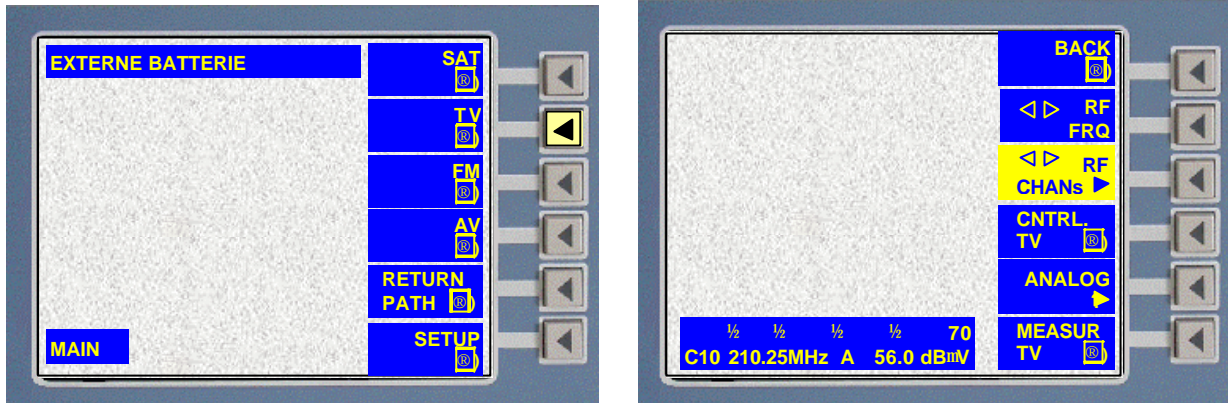 EXTERNE BATTERIE
SAT
®
TV
®
FM
®
AV
®
RETURN
PATH ®
SETUP
®
MAIN
BACK
®
◁ ▷ RF
FRQ
◁ ▷ RF
CHANs ▶
CNTRL.
TV ®
ANALOG
▶
MEASUR
TV ®
½ ½ ½ ½ 70
C10 210.25MHz A 56.0 dBmV